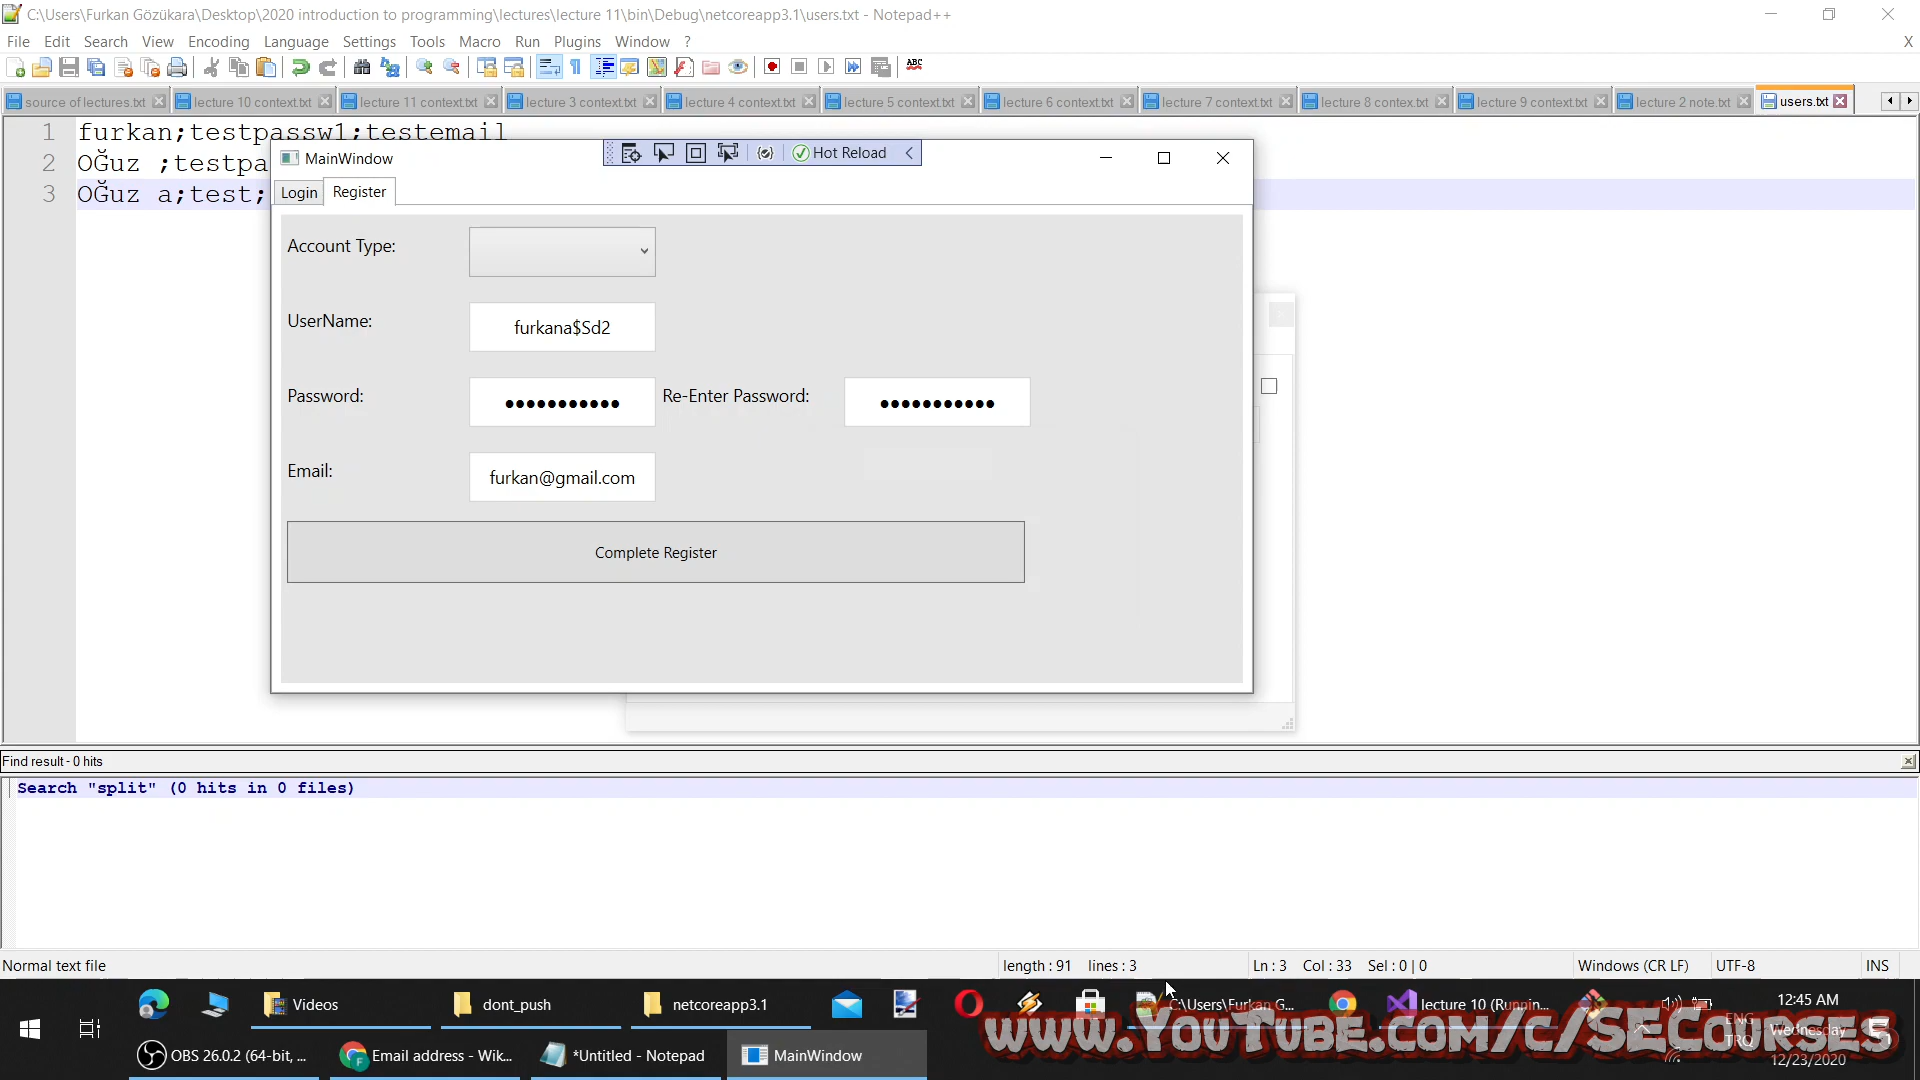 C:\Users\Furkan Gözükara\Desktop\2020 introduction to programming\lectures\lecture 11\bin\Debug\netcoreapp3.1\users.txt - Notepad++
File Edit Search View Encoding Language Settings Tools Macro Run Plugins Window ?
X
source of lectures.txt lecture 10 context.txt lecture 11 context.txt lecture 3 context.txt lecture 4 context.txt lecture 5 context.txt lecture 6 context.txt lecture 7 context.txt lecture 8 contex.txt lecture 9 context.txt lecture 2 note.txt users.txt
1 furkan;testpassw1;testemail
2 OĞuz ;testpa
3 OĞuz a;test;
MainWindow
Hot Reload
Login Register
Account Type:
UserName: furkana$Sd2
Password: ●●●●●●●●●●● Re-Enter Password: ●●●●●●●●●●●
Email: furkan@gmail.com
Complete Register
Find result - 0 hits
Search "split" (0 hits in 0 files)
Normal text file length : 91 lines : 3 Ln : 3 Col : 33 Sel : 0 | 0 Windows (CR LF) UTF-8 INS
Videos dont_push netcoreapp3.1 C:\Users\Furkan G... lecture 10 (Runnin... 12:45 AM
ENG Wednesday
www.YouTube.com/c/SECourses
OBS 26.0.2 (64-bit, ... Email address - Wik... *Untitled - Notepad MainWindow TRQ 12/23/2020